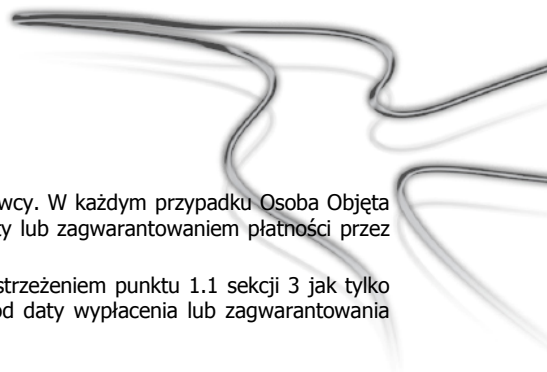 wcy. W każdym przypadku Osoba Objęta
ty lub zagwarantowaniem płatności przez
strzeżeniem punktu 1.1 sekcji 3 jak tylko
od daty wypłacenia lub zagwarantowania